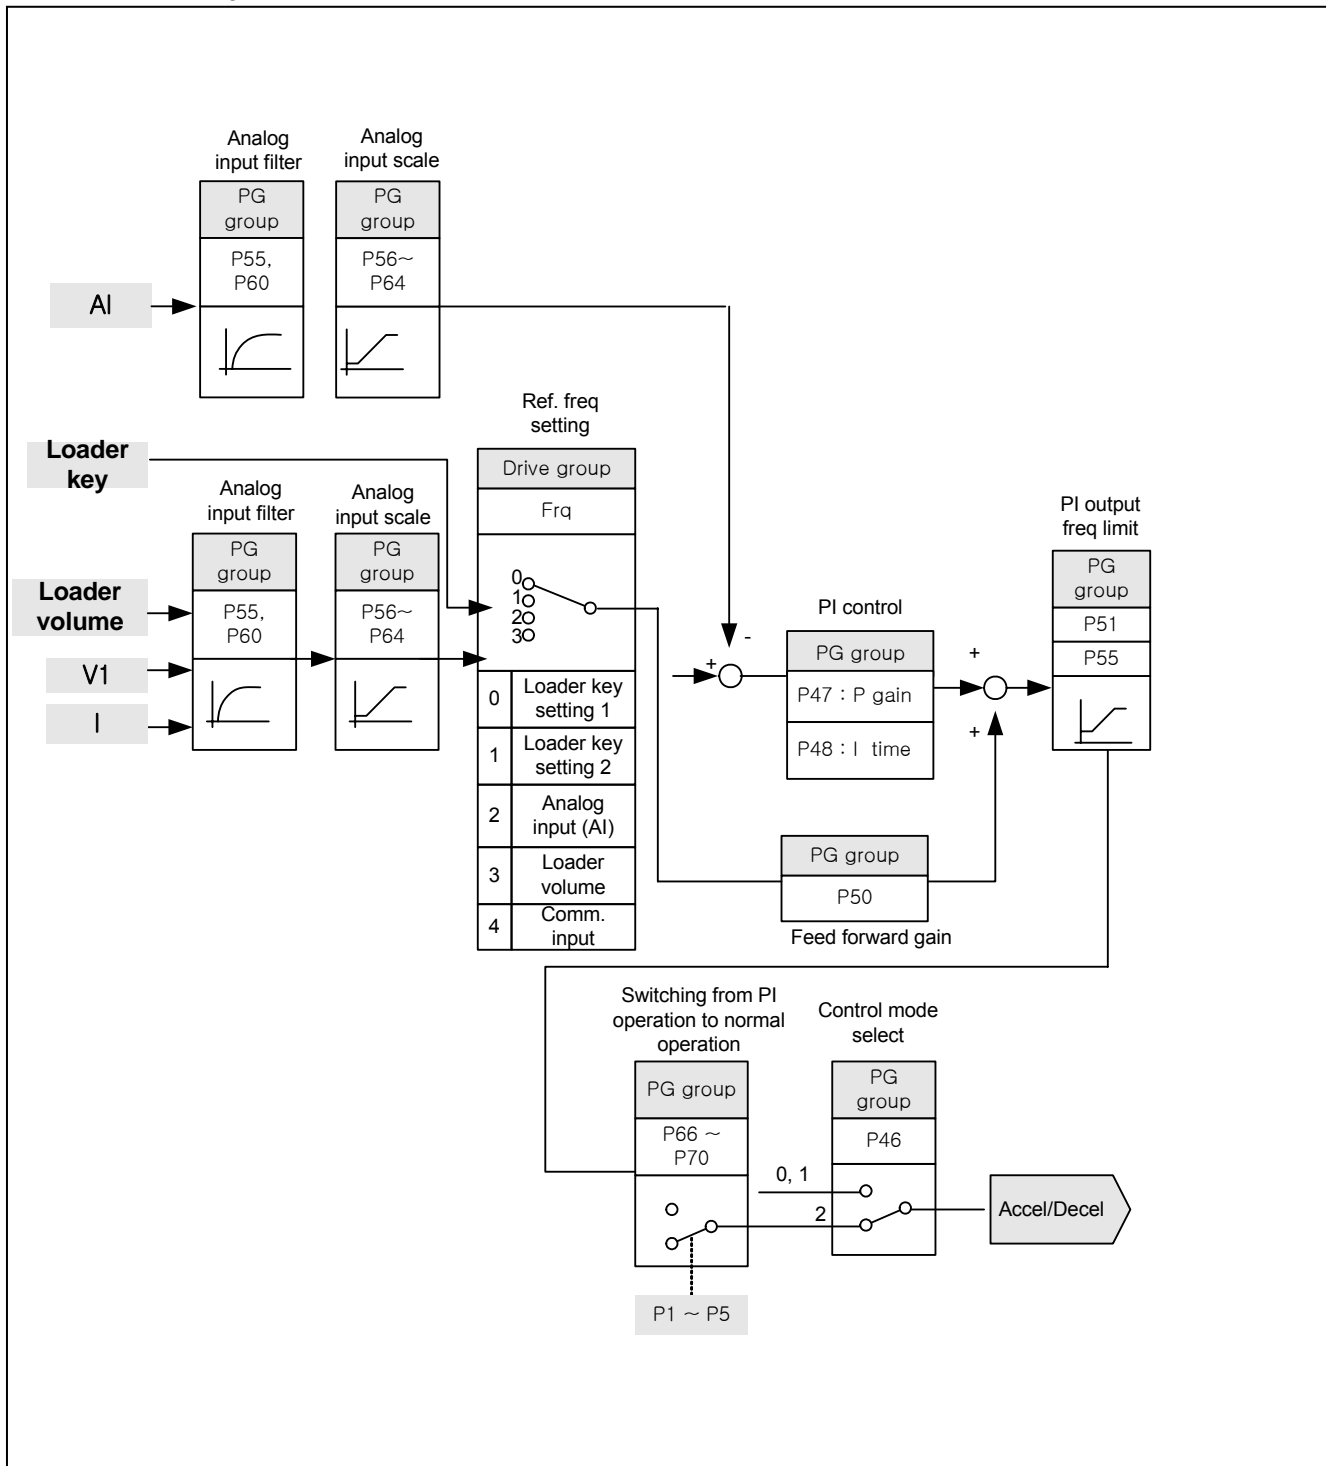 Analog
input filter
Analog
input scale
PG
group
PG
group
P55,
P60
P56~
P64
AI
Ref. freq
setting
Loader
key
Drive group
Frq
Analog
input filter
Analog
input scale
PG
group
PG
group
Loader
volume
P55,
P60
P56~
P64
V1
I
0
1
2
3
0 Loader key
setting 1
1 Loader key
setting 2
2 Analog
input (AI)
3 Loader
volume
4 Comm.
input
-
+
PI control
PG group
P47 : P gain
P48 : I time
+
+
PI output
freq limit
PG
group
P51
P55
PG group
P50
Feed forward gain
Switching from PI
operation to normal
operation
Control mode
select
PG group
PG
group
P66 ~
P70
P46
0, 1
2
Accel/Decel
P1 ~ P5